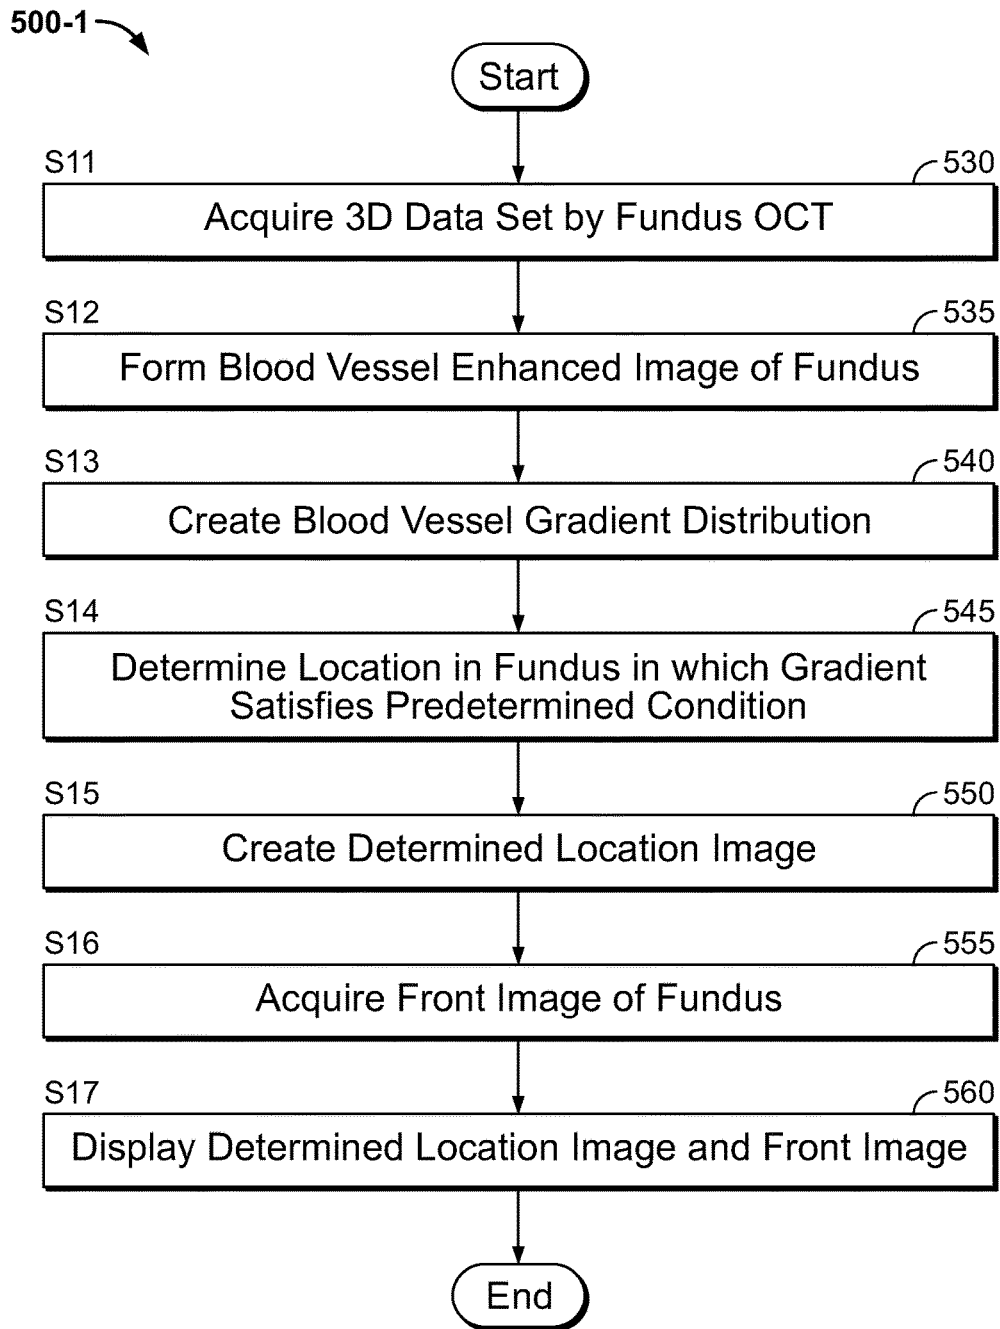 500-1
Start
S11
530
Acquire 3D Data Set by Fundus OCT
S12
535
Form Blood Vessel Enhanced Image of Fundus
S13
540
Create Blood Vessel Gradient Distribution
S14
545
Determine Location in Fundus in which Gradient
Satisfies Predetermined Condition
S15
550
Create Determined Location Image
S16
555
Acquire Front Image of Fundus
S17
560
Display Determined Location Image and Front Image
End